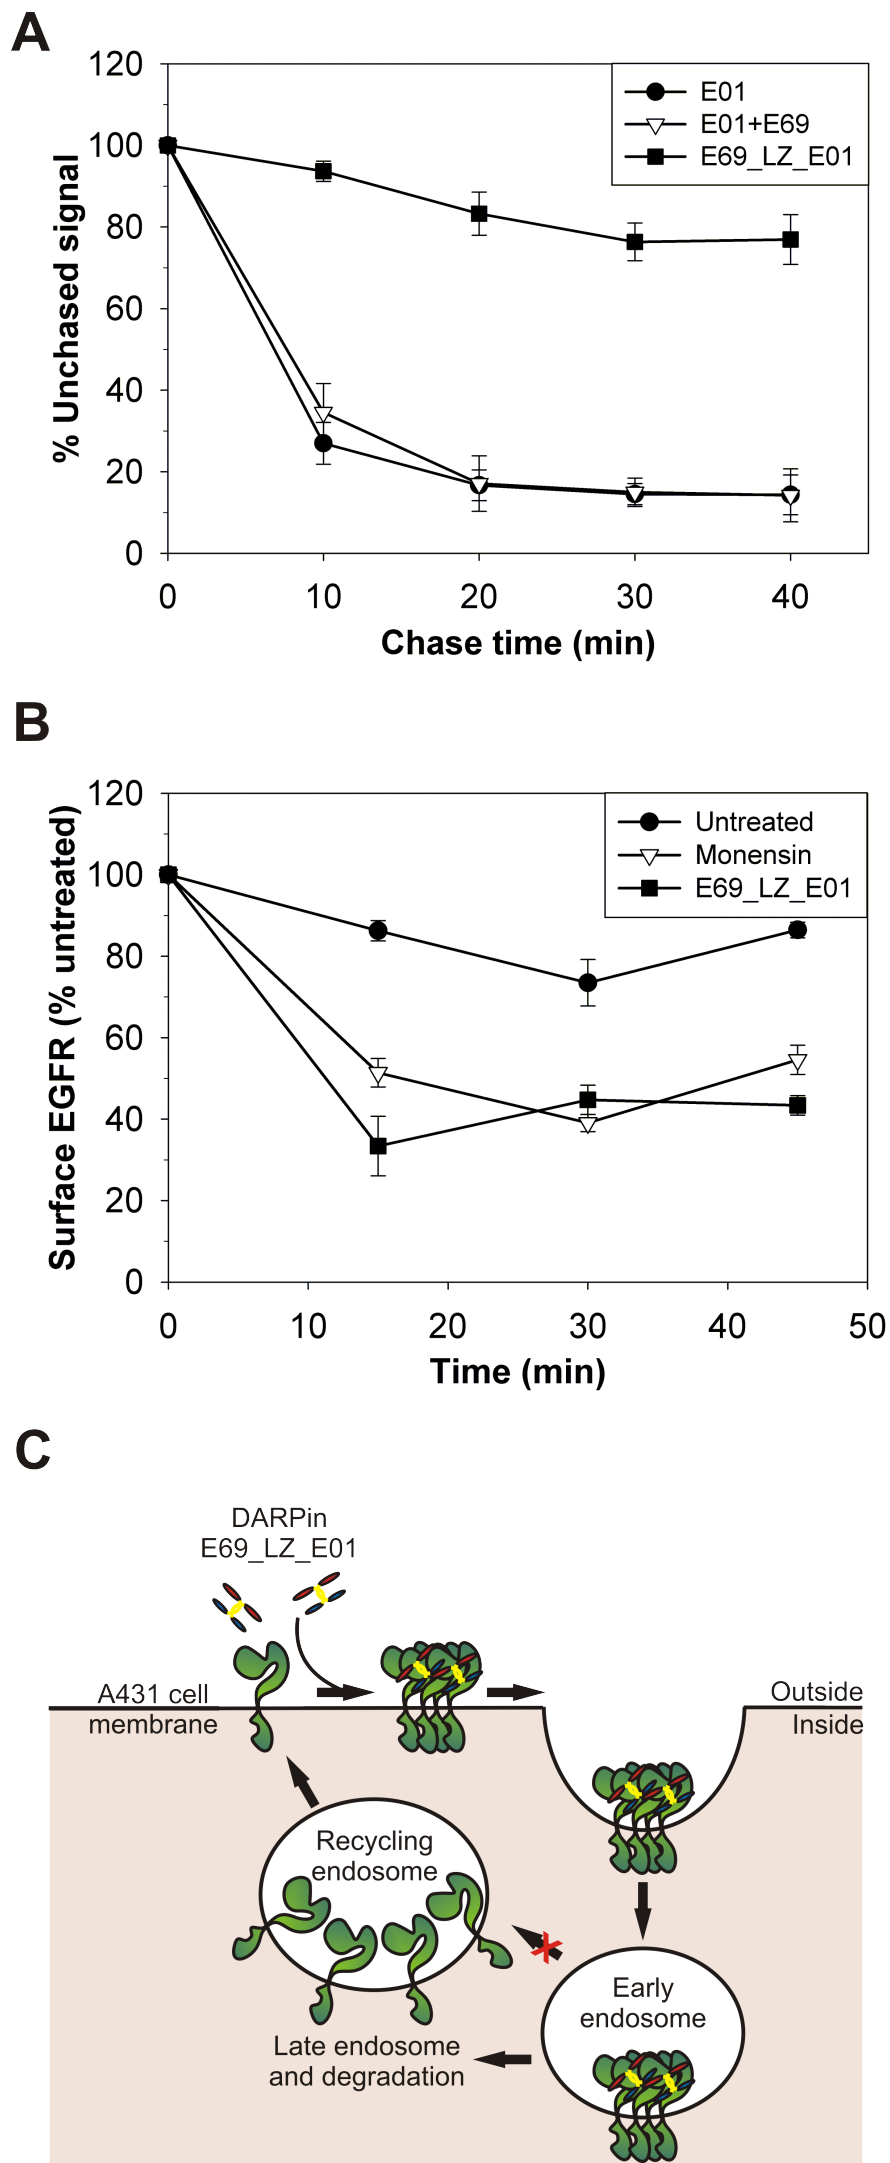 A
120
100
80
60
40
20
0
% Unchased signal
E01
E01+E69
E69_LZ_E01
0 10 20 30 40
Chase time (min)
B
120
100
80
60
40
20
0
Surface EGFR (% untreated)
Untreated
Monensin
E69_LZ_E01
0 10 20 30 40 50
Time (min)
C
DARPin
E69_LZ_E01
A431 cell
membrane
Outside
Inside
Recycling
endosome
Early
endosome
Late endosome
and degradation